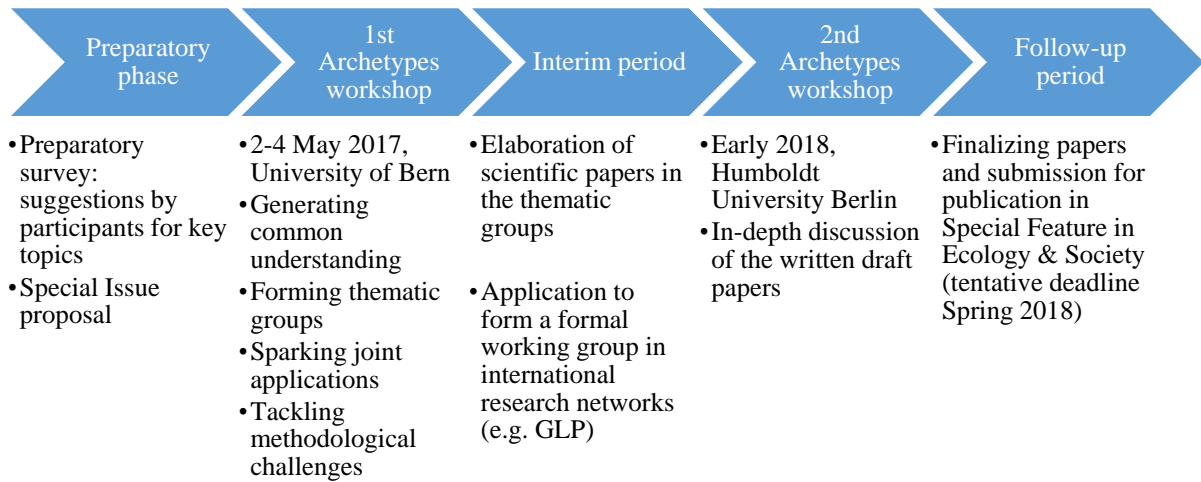 Preparatory
phase
1st
Archetypes
workshop
Interim period
2nd
Archetypes
workshop
Follow-up
period
•Preparatory
survey:
suggestions by
participants for key
topics
•Special Issue
proposal
•2-4 May 2017,
University of Bern
•Generating
common
understanding
•Forming thematic
groups
•Sparking joint
applications
•Tackling
methodological
challenges
•Elaboration of
scientific papers in
the thematic
groups
•Application to
form a formal
working group in
international
research networks
(e.g. GLP)
•Early 2018,
Humboldt
University Berlin
•In-depth discussion
of the written draft
papers
•Finalizing papers
and submission for
publication in
Special Feature in
Ecology & Society
(tentative deadline
Spring 2018)